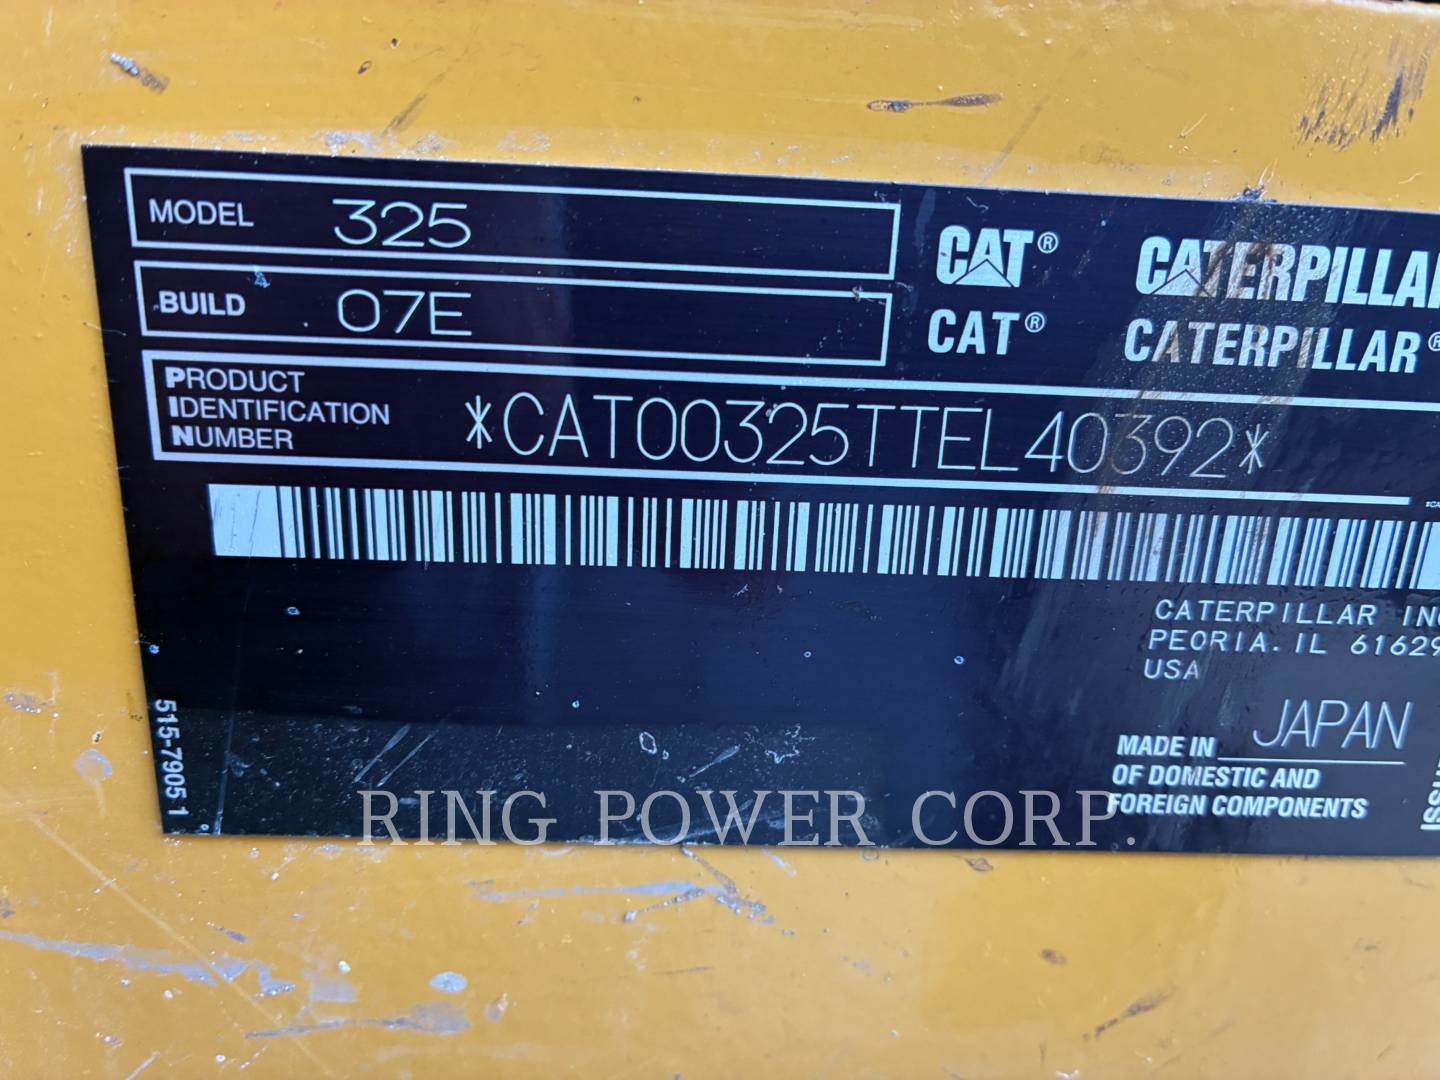 MODEL 325
BUILD 07E
CAT® CATERPILLAR
CAT® CATERPILLAR®
PRODUCT
IDENTIFICATION
NUMBER
*CAT00325TTEL40392*
CATERPILLAR INC
PEORIA. IL 61629
USA
MADE IN JAPAN
OF DOMESTIC AND
FOREIGN COMPONENTS
515-7905 1
RING POWER CORP.